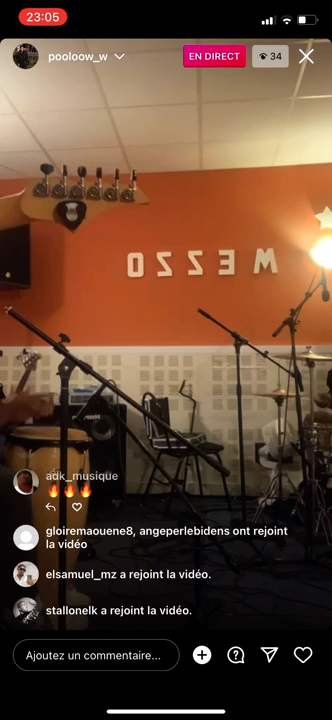 23:05
pooloow_w
EN DIRECT
34
MEZZO
adk_musique
🔥🔥🔥
gloiremaouene8, angeperlebidens ont rejoint
la vidéo
elsamuel_mz a rejoint la vidéo.
stallonelk a rejoint la vidéo.
Ajoutez un commentaire...